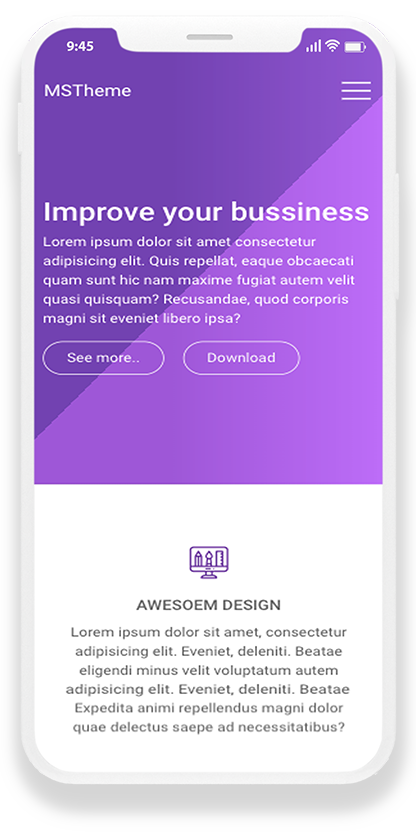 9:45
MSTheme
Improve your bussiness
Lorem ipsum dolor sit amet consectetur
adipisicing elit. Quis repellat, eaque obcaecati
quam sunt hic nam maxime fugiat autem velit
quasi quisquam? Recusandae, quod corporis
magni sit eveniet libero ipsa?
See more.. Download
AWESOEM DESIGN
Lorem ipsum dolor sit amet, consectetur
adipisicing elit. Eveniet, deleniti. Beatae
eligendi minus velit voluptatum autem
adipisicing elit. Eveniet, deleniti. Beatae
Expedita animi repellendus magni dolor
quae delectus saepe ad necessitatibus?